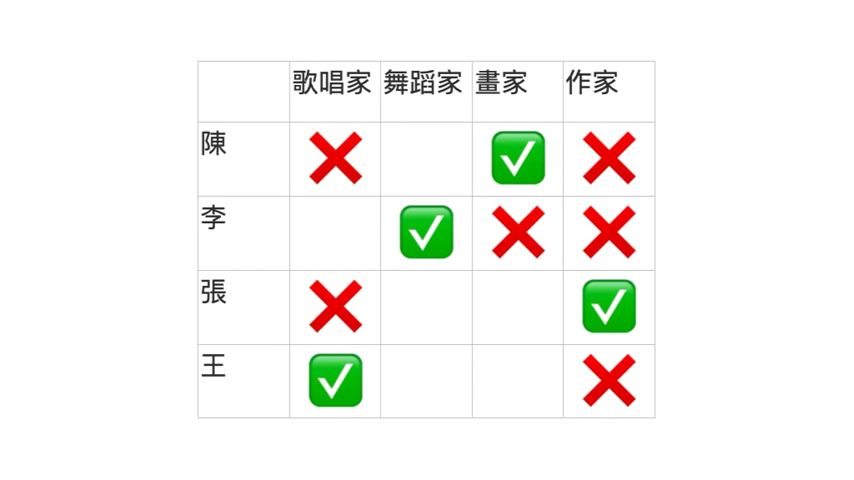 歌唱家 舞蹈家 畫家 作家
陳 ❌ ✅ ❌
李 ✅ ❌ ❌
張 ❌ ✅
王 ✅ ❌